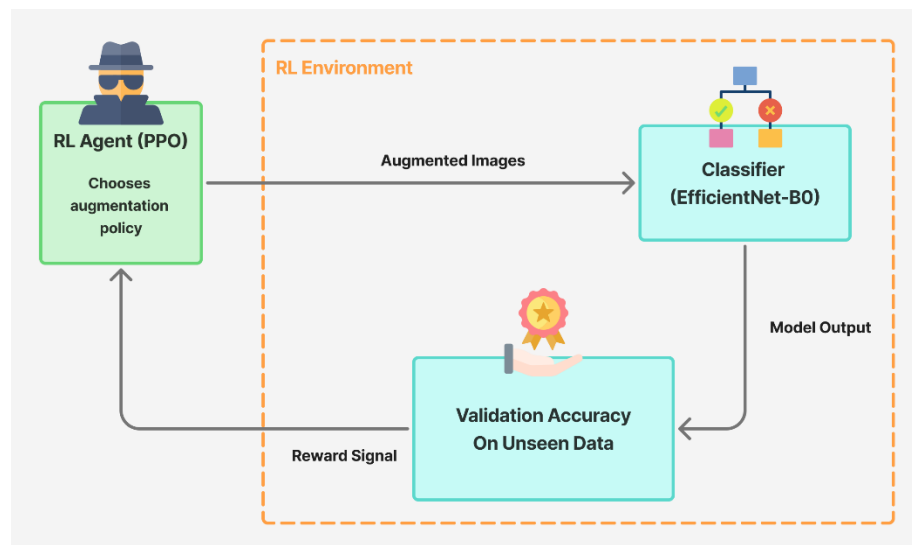 RL Environment
RL Agent (PPO)
Chooses
augmentation
policy
Augmented Images
Classifier
(EfficientNet-B0)
Model Output
Validation Accuracy
On Unseen Data
Reward Signal